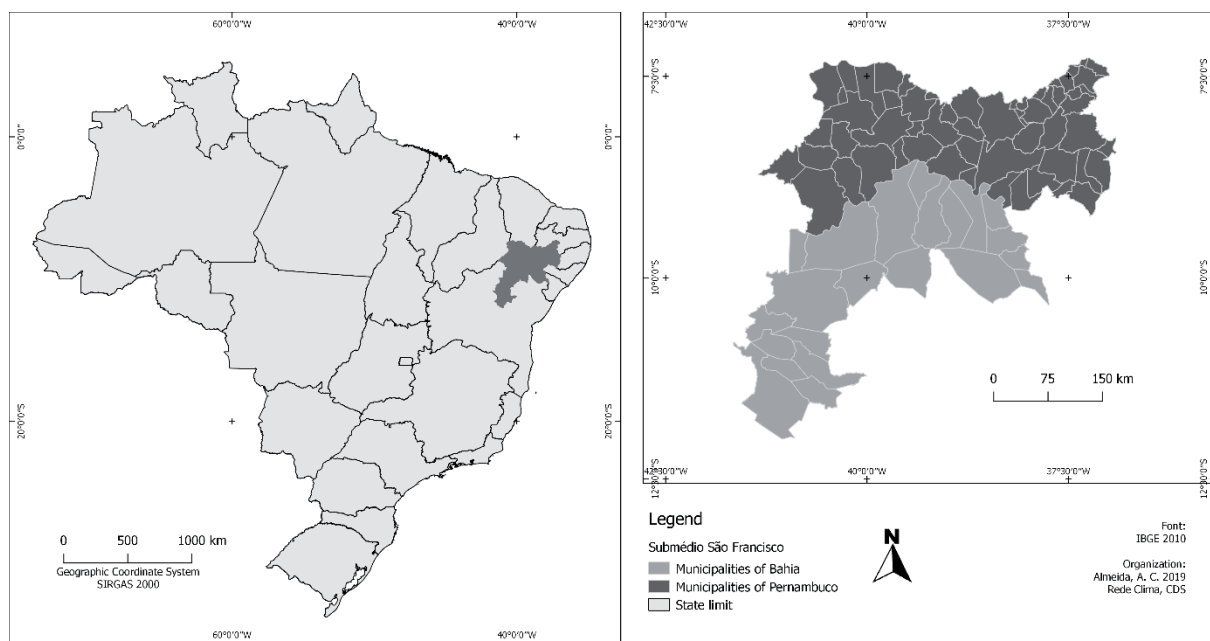 60°0'0"W
40°0'0"W
0°0'0"
0°0'0"
20°0'0"S
20°0'0"S
0 500 1000 km
Geographic Coordinate System
SIRGAS 2000
60°0'0"W
40°0'0"W
42°30'0"W
40°0'0"W
37°30'0"W
7°30'0"S
7°30'0"S
10°0'0"S
10°0'0"S
0 75 150 km
12°30'0"S
12°30'0"S
42°30'0"W
40°0'0"W
37°30'0"W
Legend
Submédio São Francisco
Municipalities of Bahia
Municipalities of Pernambuco
State limit
N
Font:
IBGE 2010
Organization:
Almeida, A. C. 2019
Rede Clima, CDS